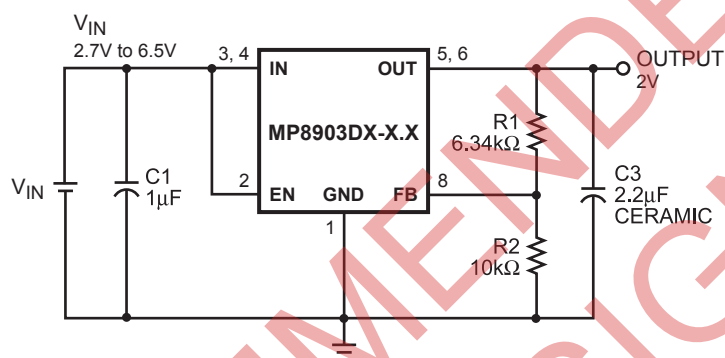 VIN
2.7V to 6.5V
3, 4
IN
OUT
5, 6
OUTPUT
2V
MP8903DX-X.X
R1
6.34kΩ
VIN
C1
1μF
2
EN
GND
FB
8
C3
2.2μF
CERAMIC
1
R2
10kΩ